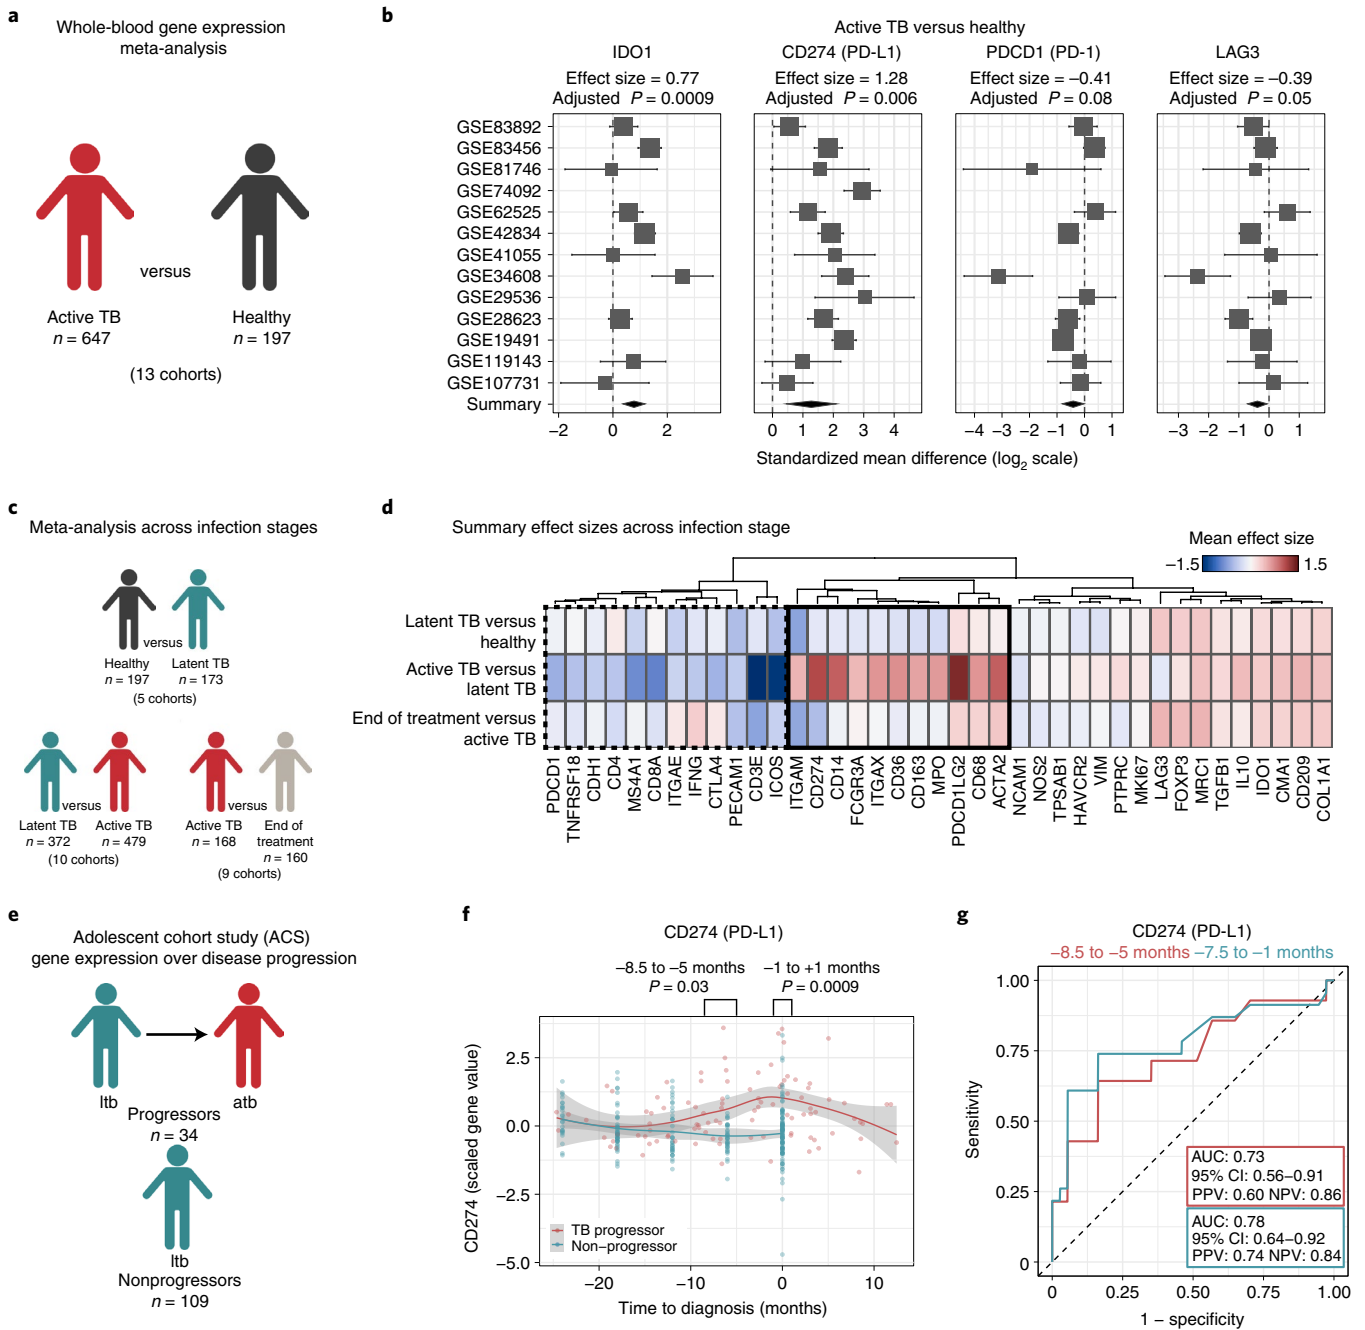 a
Whole-blood gene expression
meta-analysis
versus
Active TB
n = 647
Healthy
n = 197
(13 cohorts)
b
Active TB versus healthy
IDO1
Effect size = 0.77
Adjusted P = 0.0009
CD274 (PD-L1)
Effect size = 1.28
Adjusted P = 0.006
PDCD1 (PD-1)
Effect size = −0.41
Adjusted P = 0.08
LAG3
Effect size = −0.39
Adjusted P = 0.05
GSE83892
GSE83456
GSE81746
GSE74092
GSE62525
GSE42834
GSE41055
GSE34608
GSE29536
GSE28623
GSE19491
GSE119143
GSE107731
Summary
−2 0 2
0 1 2 3 4
−4 −3 −2 −1 0 1
−3 −2 −1 0 1
Standardized mean difference (log2 scale)
c
Meta-analysis across infection stages
versus
Healthy
n = 197
Latent TB
n = 173
(5 cohorts)
versus
Latent TB
n = 372
Active TB
n = 479
(10 cohorts)
versus
Active TB
n = 168
End of
treatment
n = 160
(9 cohorts)
d
Summary effect sizes across infection stage
Mean effect size
−1.5 1.5
Latent TB versus
healthy
Active TB versus
latent TB
End of treatment versus
active TB
PDCD1
TNFRSF18
CDH1
CD4
MS4A1
CD8A
ITGAE
IFNG
CTLA4
PECAM1
CD3E
ICOS
ITGAM
CD274
CD14
FCGR3A
ITGAX
CD36
CD163
MPO
PDCD1LG2
CD68
ACTA2
NCAM1
NOS2
TPSAB1
HAVCR2
VIM
PTPRC
MKI67
LAG3
FOXP3
MRC1
TGFB1
IL10
IDO1
CMA1
CD209
COL1A1
e
Adolescent cohort study (ACS)
gene expression over disease progression
ltb
atb
Progressors
n = 34
ltb
Nonprogressors
n = 109
f
CD274 (PD-L1)
−8.5 to −5 months
P = 0.03
−1 to +1 months
P = 0.0009
CD274 (scaled gene value)
2.5
0.0
−2.5
−5.0
TB progressor
Non−progressor
−20 −10 0 10
Time to diagnosis (months)
g
CD274 (PD-L1)
−8.5 to −5 months −7.5 to −1 months
Sensitivity
1.00
0.75
0.50
0.25
0
AUC: 0.73
95% CI: 0.56−0.91
PPV: 0.60 NPV: 0.86
AUC: 0.78
95% CI: 0.64−0.92
PPV: 0.74 NPV: 0.84
0 0.25 0.50 0.75 1.00
1 − specificity